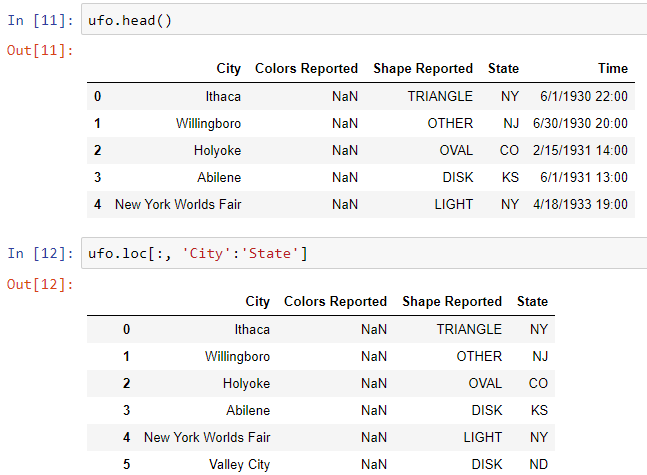 In [11]: ufo.head()
Out[11]:
City Colors Reported Shape Reported State Time
0 Ithaca NaN TRIANGLE NY 6/1/1930 22:00
1 Willingboro NaN OTHER NJ 6/30/1930 20:00
2 Holyoke NaN OVAL CO 2/15/1931 14:00
3 Abilene NaN DISK KS 6/1/1931 13:00
4 New York Worlds Fair NaN LIGHT NY 4/18/1933 19:00
In [12]: ufo.loc[:, 'City':'State']
Out[12]:
City Colors Reported Shape Reported State
0 Ithaca NaN TRIANGLE NY
1 Willingboro NaN OTHER NJ
2 Holyoke NaN OVAL CO
3 Abilene NaN DISK KS
4 New York Worlds Fair NaN LIGHT NY
5 Valley City NaN DISK ND